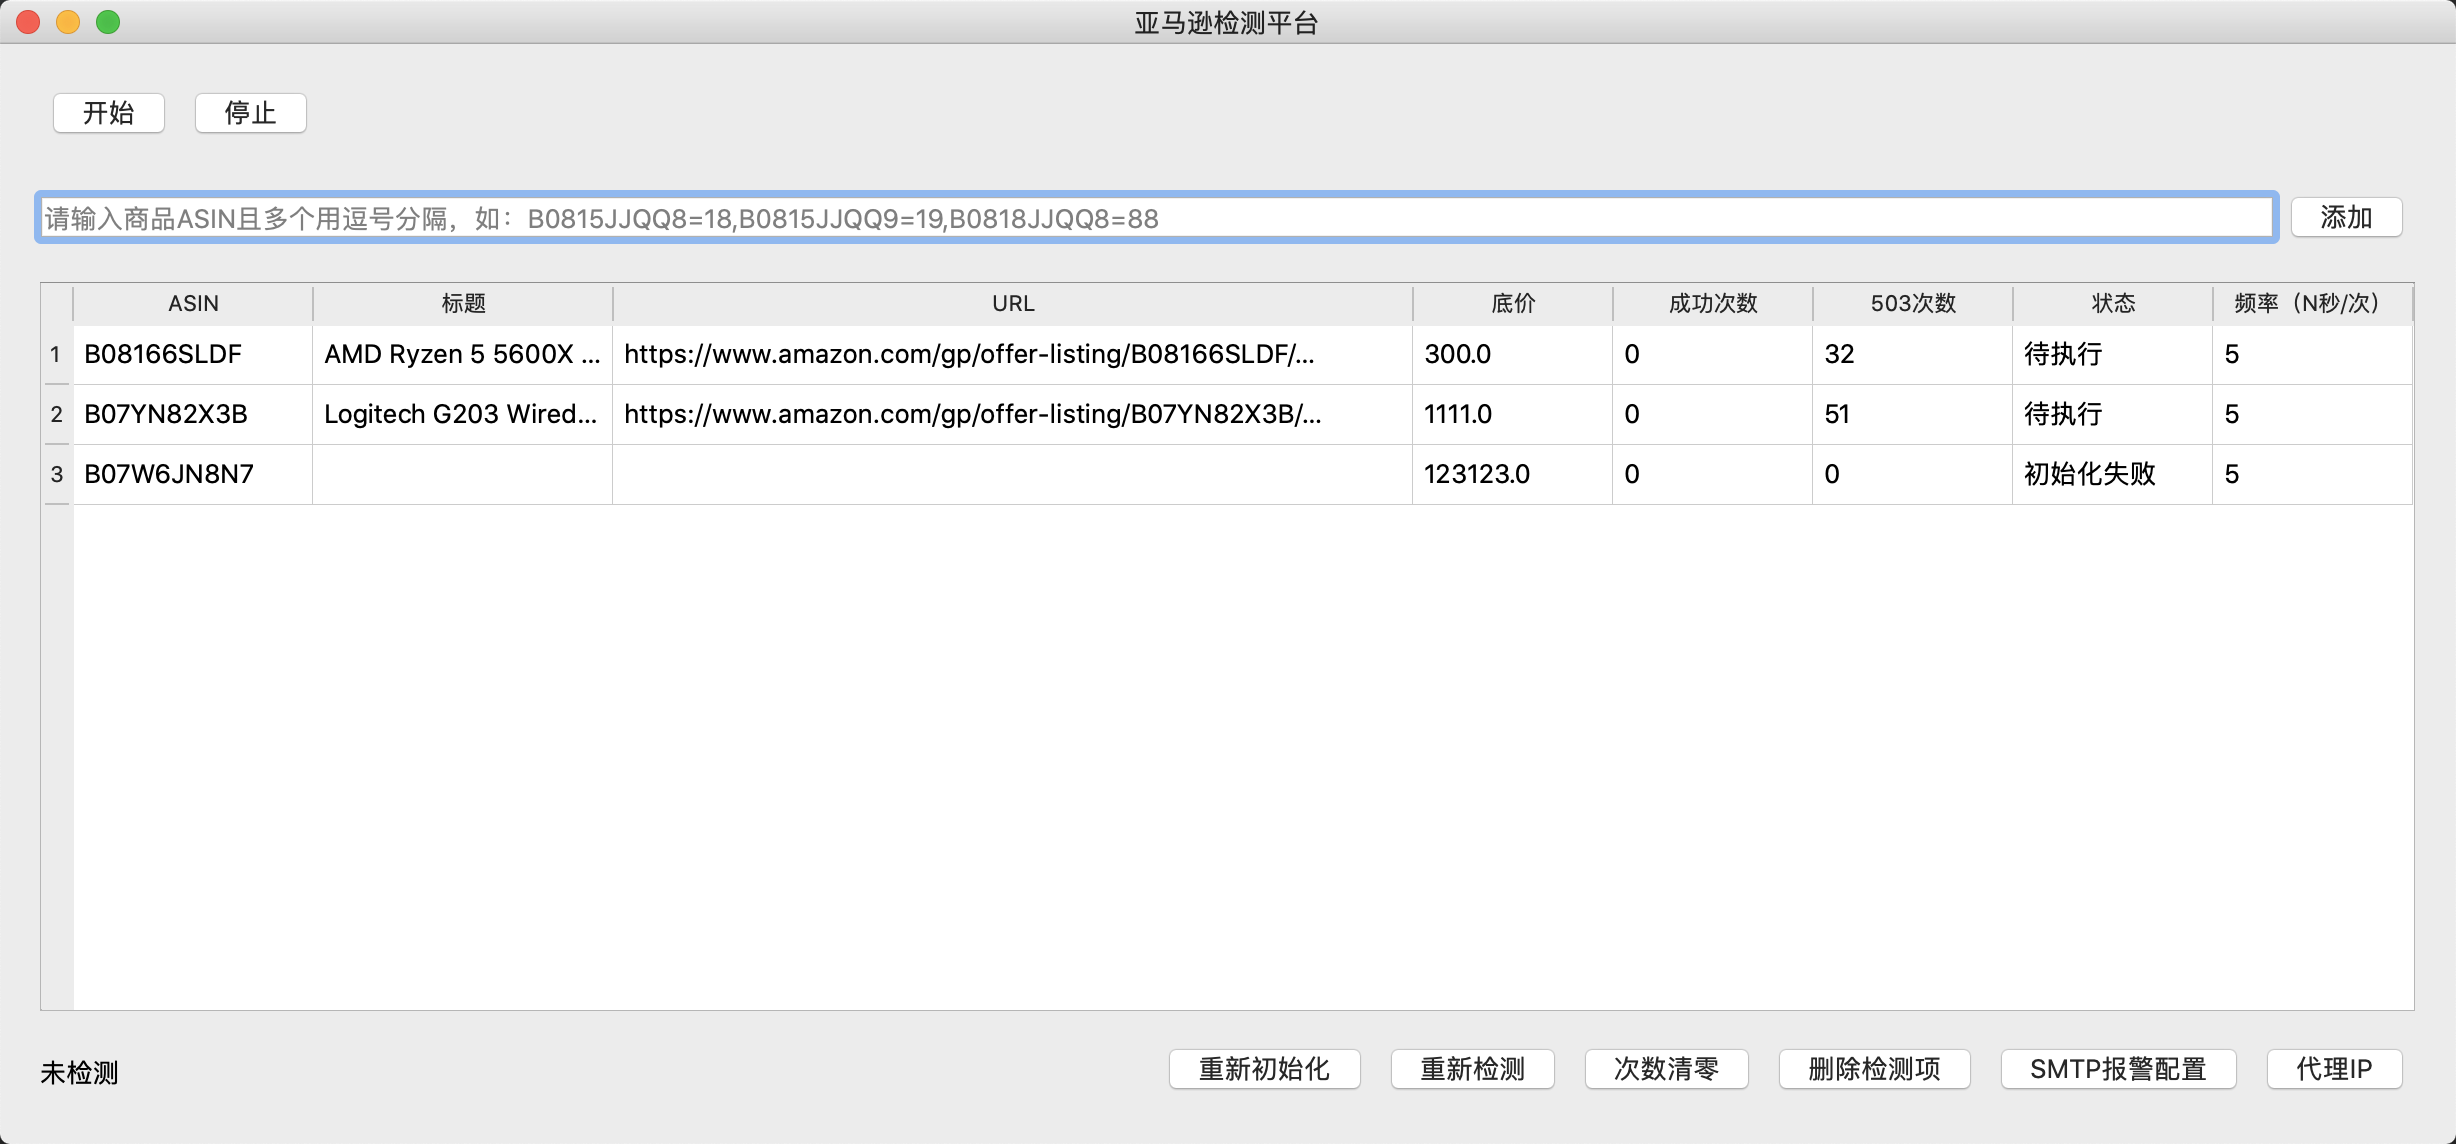 亚马逊检测平台
开始 停止
请输入商品ASIN且多个用逗号分隔，如：B0815JJQQ8=18,B0815JJQQ9=19,B0818JJQQ8=88 添加
ASIN 标题 URL 底价 成功次数 503次数 状态 频率（N秒/次）
1 B08166SLDF AMD Ryzen 5 5600X ... https://www.amazon.com/gp/offer-listing/B08166SLDF/... 300.0 0 32 待执行 5
2 B07YN82X3B Logitech G203 Wired... https://www.amazon.com/gp/offer-listing/B07YN82X3B/... 1111.0 0 51 待执行 5
3 B07W6JN8N7 123123.0 0 0 初始化失败 5
未检测 重新初始化 重新检测 次数清零 删除检测项 SMTP报警配置 代理IP